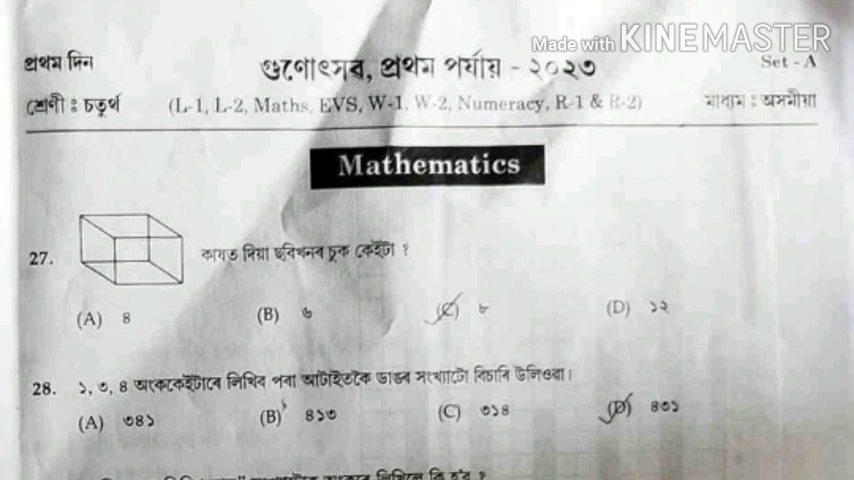 Made with KINEMASTER
প্ৰথম দিন গুণোৎসৱ, প্ৰথম পৰ্যায় - ২০২৩ Set - A
শ্ৰেণী : চতুৰ্থ (L-1, L-2, Maths, EVS, W-1, W-2, Numeracy, R-1 & R-2) মাধ্যম : অসমীয়া
Mathematics
27. কাষত দিয়া ছবিখনৰ চুক কেইটা ?
(A) ৪ (B) ৬ (C) ৮ (D) ১২
28. ১, ৩, ৪ অংককেইটাৰে লিখিব পৰা আটাইতকৈ ডাঙৰ সংখ্যাটো বিচাৰি উলিওৱা।
(A) ৩৪১ (B) ৪১৩ (C) ৩১৪ (D) ৪৩১